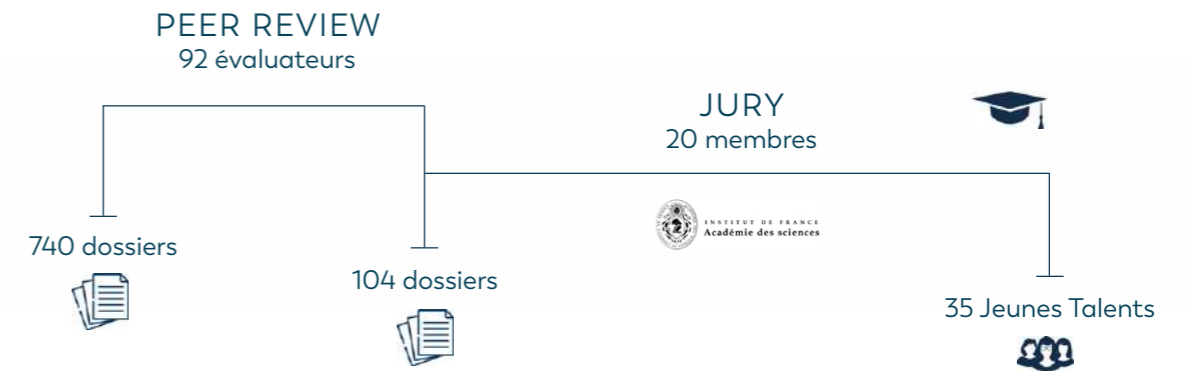 PEER REVIEW
92 évaluateurs
JURY
20 membres
INSTITUT DE FRANCE
Académie des sciences
740 dossiers
104 dossiers
35 Jeunes Talents